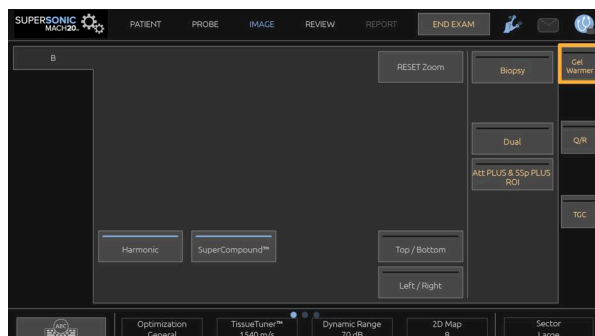 SUPERSONIC
MACH20
PATIENT PROBE IMAGE REVIEW REPORT END EXAM
B
RESET Zoom
Biopsy
Gel
Warmer
Dual
Q/R
Att PLUS & SSp PLUS
ROI
TGC
Harmonic
SuperCompound™
Top / Bottom
Left / Right
ABC
Optimization
General
TissueTuner™
1540 m/s
Dynamic Range
70 dB
2D Map
8
Sector
Large